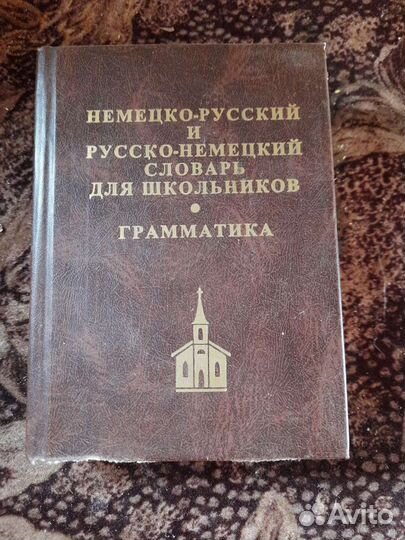 НЕМЕЦКО-РУССКИЙ
И
РУССКО-НЕМЕЦКИЙ
СЛОВАРЬ
ДЛЯ ШКОЛЬНИКОВ
•
ГРАММАТИКА
Avito